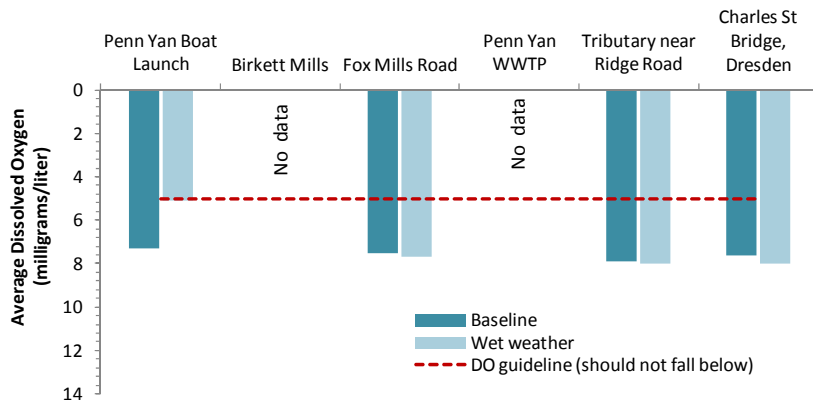 Penn Yan Boat
Launch
Birkett Mills
Fox Mills Road
Penn Yan
WWTP
Tributary near
Ridge Road
Charles St
Bridge,
Dresden
Average Dissolved Oxygen
(milligrams/liter)
0
2
4
6
8
10
12
14
No data
No data
Baseline
Wet weather
DO guideline (should not fall below)